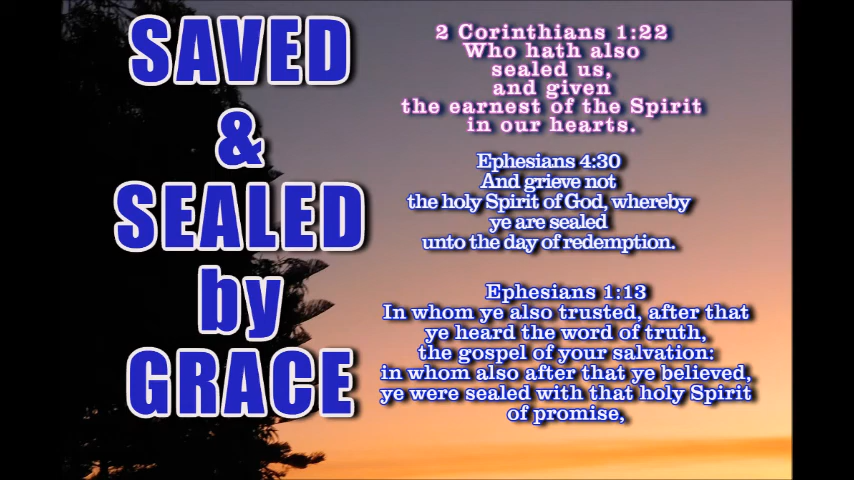 SAVED
&
SEALED
by
GRACE
2 Corinthians 1:22
Who hath also
sealed us,
and given
the earnest of the Spirit
in our hearts.
Ephesians 4:30
And grieve not
the holy Spirit of God, whereby
ye are sealed
unto the day of redemption.
Ephesians 1:13
In whom ye also trusted, after that
ye heard the word of truth,
the gospel of your salvation:
in whom also after that ye believed,
ye were sealed with that holy Spirit
of promise,